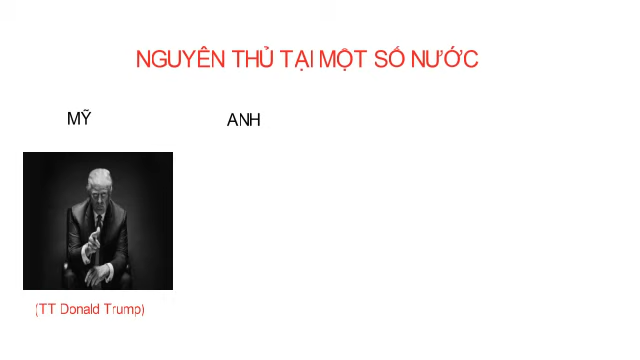 NGUYÊN THỦ TẠI MỘT SỐ NƯỚC
MỸ
ANH
(TT Donald Trump)